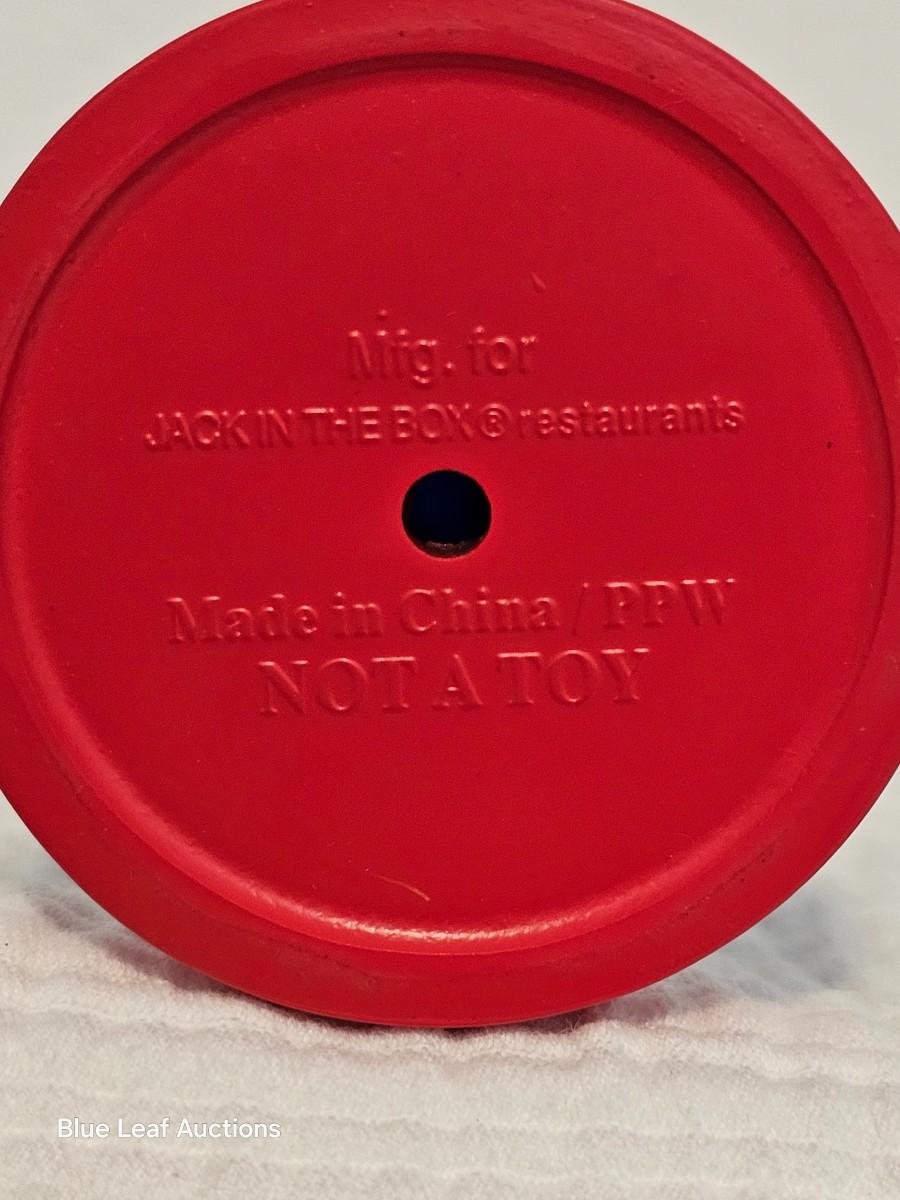 Mfg. for
JACK IN THE BOX® restaurants
Made in China / PPW
NOT A TOY
Blue Leaf Auctions